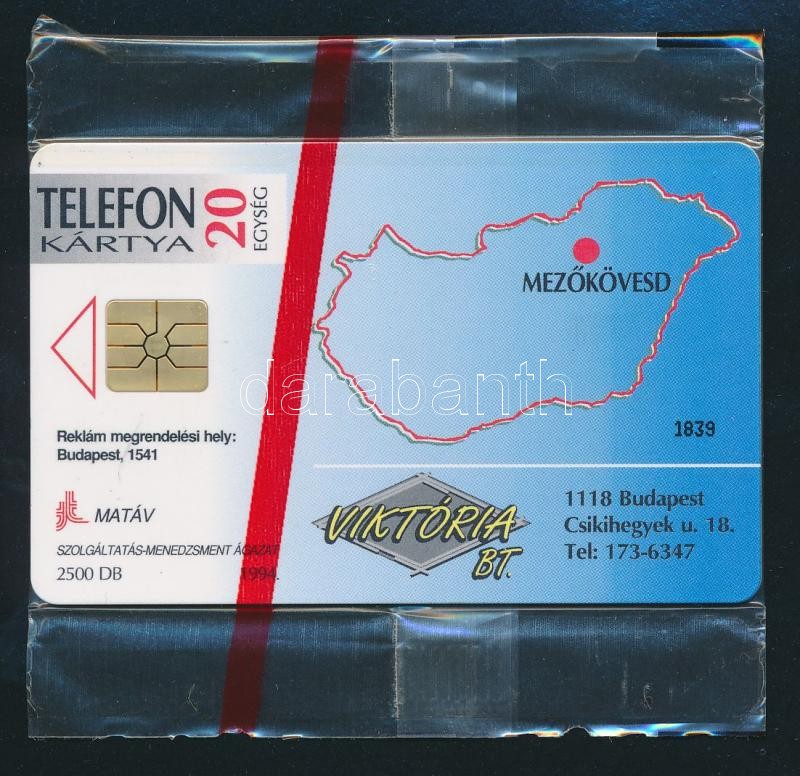 TELEFON
KÁRTYA
20
EGYSÉG
MEZŐKÖVESD
darabanth
1839
Reklám megrendelési hely:
Budapest, 1541
MATÁV
SZOLGÁLTATÁS-MENEDZSMENT ÁGAZAT
2500 DB 1994.
VIKTÓRIA
BT.
1118 Budapest
Csikihegyek u. 18.
Tel: 173-6347